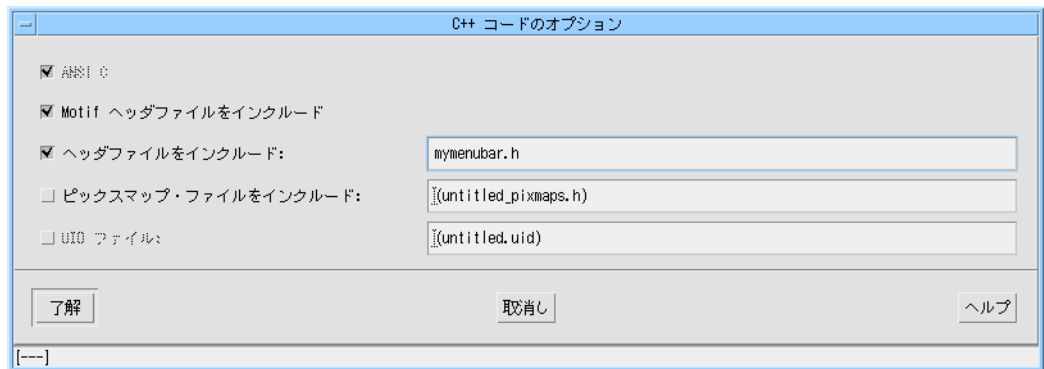 C++ コードのオプション
ANSI C
Motif ヘッダファイルをインクルード
ヘッダファイルをインクルード: mymenubar.h
ピックスマップ・ファイルをインクルード: (untitled_pixmaps.h)
UID ファイル: (untitled.uid)
了解 取消し ヘルプ
[---]